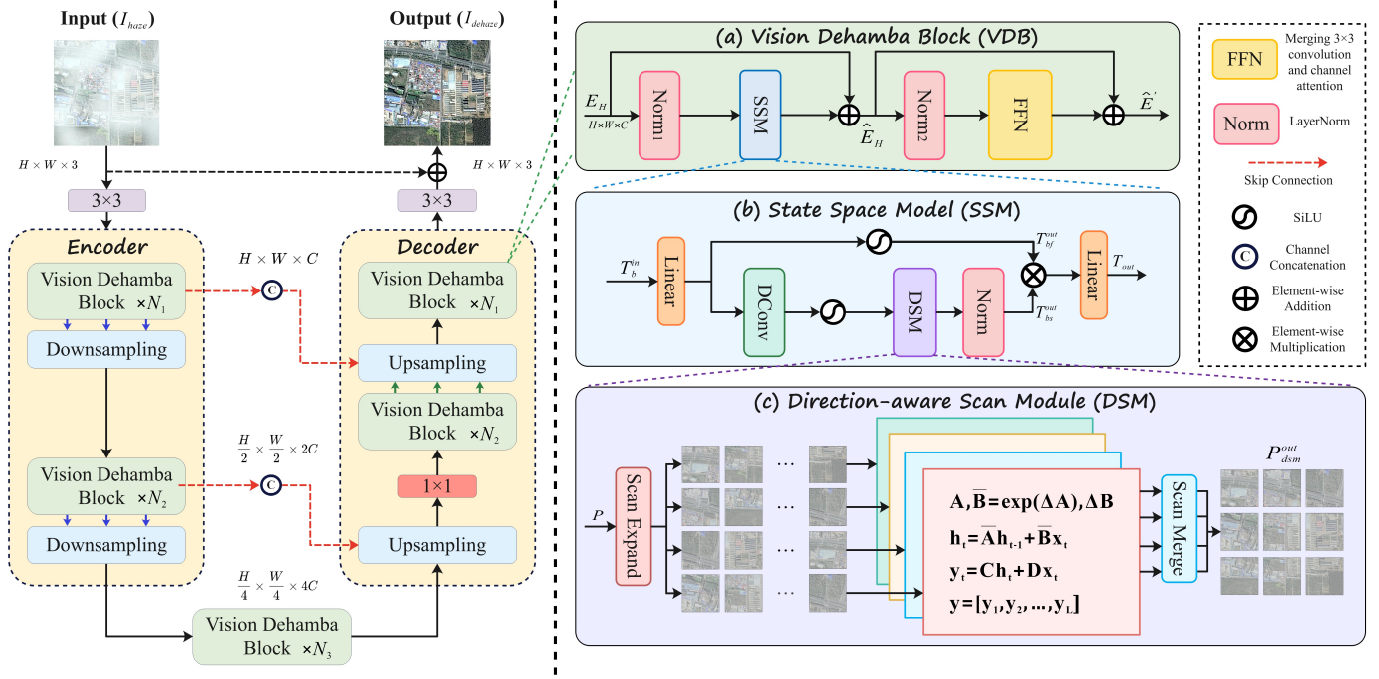 Input (I_haze)
Output (I_dehaze)
H × W × 3
H × W × 3
3×3
3×3
Encoder
Decoder
Vision Dehamba
Block ×N₁
H × W × C
C
Vision Dehamba
Block ×N₁
Downsampling
Upsampling
Vision Dehamba
Block ×N₂
Vision Dehamba
Block ×N₂
H/2 × W/2 × 2C
C
1×1
Downsampling
Upsampling
H/4 × W/4 × 4C
Vision Dehamba
Block ×N₃
(a) Vision Dehamba Block (VDB)
E_H
H×W×C
Norm₁
SSM
Ê_H
Norm₂
FFN
Ê'
(b) State Space Model (SSM)
T_b^in
Linear
DConv
DSM
Norm
T_bf^out
T_bs^out
Linear
T_out
(c) Direction-aware Scan Module (DSM)
P
Scan Expand
...
...
...
...
A,B̅=exp(ΔA),ΔB
h_t=A̅h_t-1+B̅x_t
y_t=Ch_t+Dx_t
y=[y₁,y₂,...,y_L]
Scan Merge
P_dsm^out
FFN
Merging 3×3
convolution
and channel
attention
Norm
LayerNorm
Skip Connection
SiLU
C
Channel
Concatenation
Element-wise
Addition
Element-wise
Multiplication